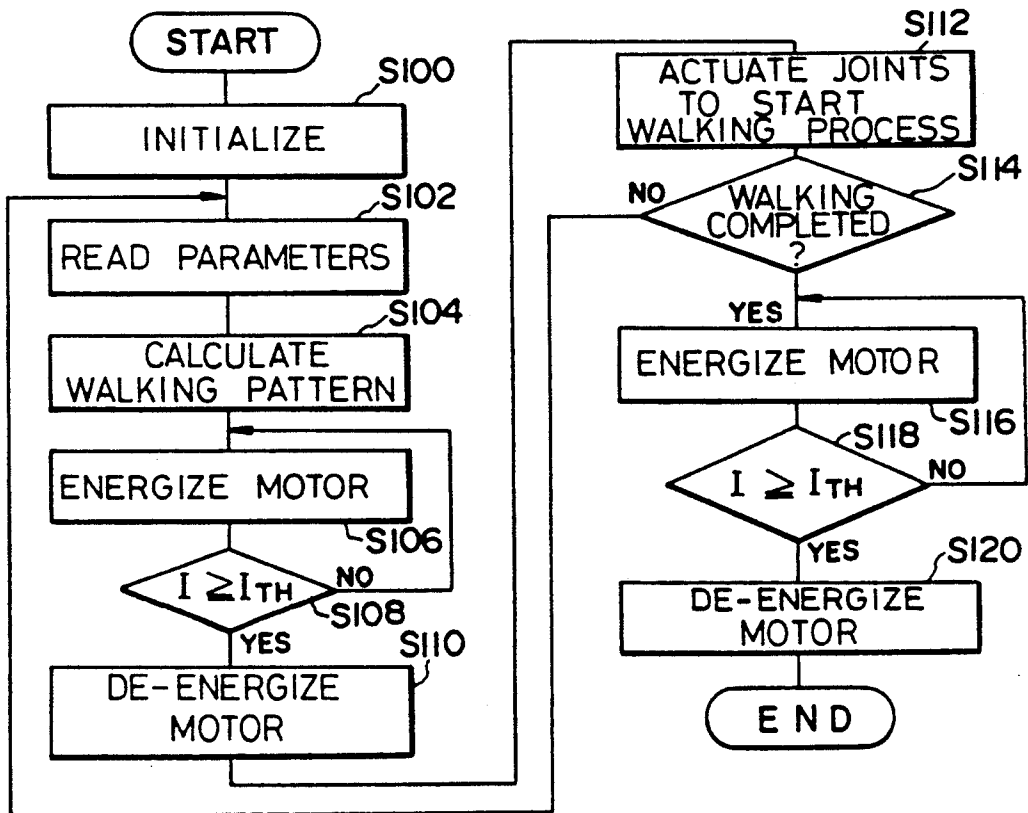 START
S100
INITIALIZE
S102
READ PARAMETERS
S104
CALCULATE
WALKING PATTERN
ENERGIZE MOTOR
S106
I ≧ ITH
NO
S108
YES
S110
DE-ENERGIZE
MOTOR
S112
ACTUATE JOINTS
TO START
WALKING PROCESS
S114
NO
WALKING
COMPLETED
?
YES
ENERGIZE MOTOR
S116
S118
I ≧ ITH
NO
YES
S120
DE-ENERGIZE
MOTOR
END